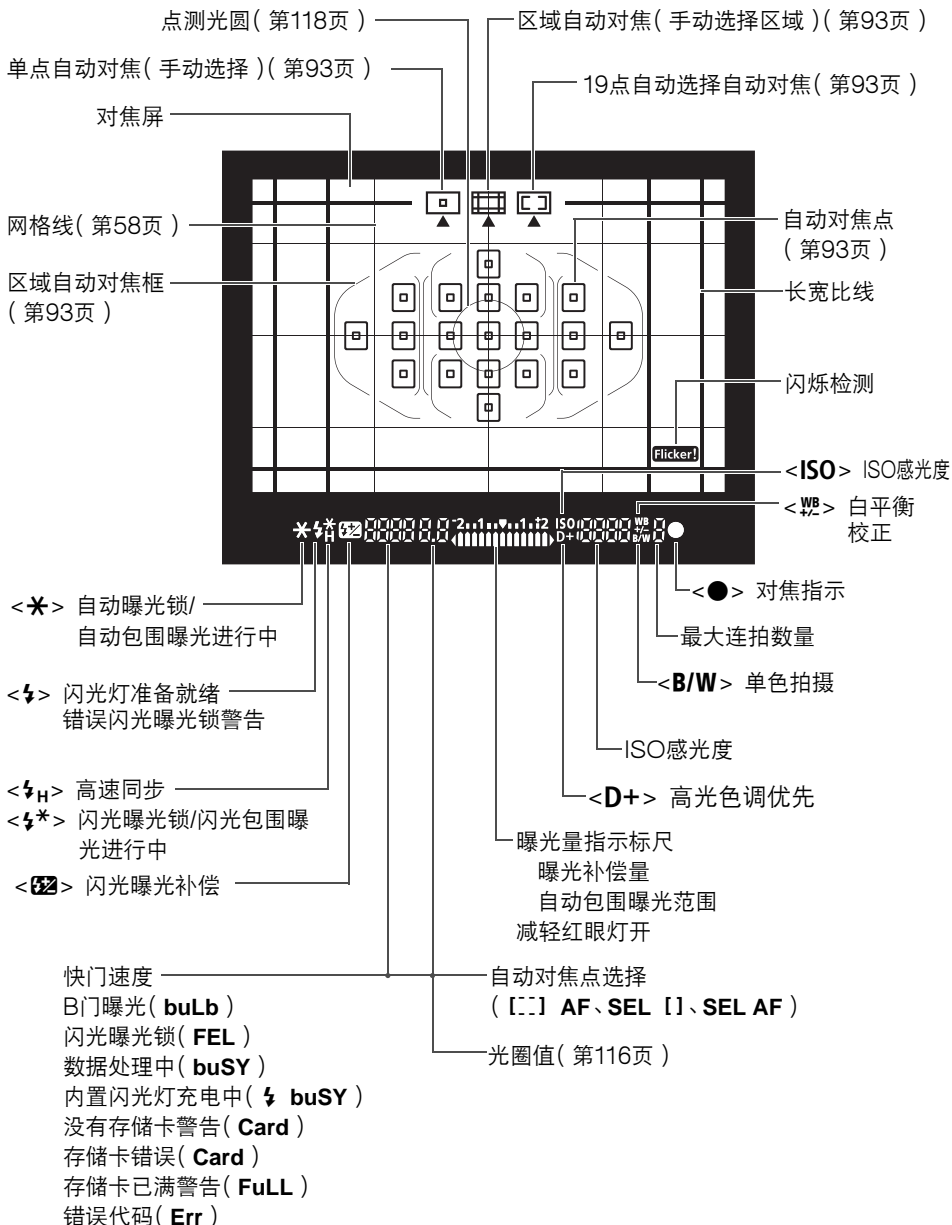 点测光圆（第118页）
区域自动对焦（手动选择区域）（第93页）
单点自动对焦（手动选择）（第93页）
19点自动选择自动对焦（第93页）
对焦屏
网格线（第58页）
自动对焦点
（第93页）
区域自动对焦框
（第93页）
长宽比线
闪烁检测
Flicker!
<ISO> ISO感光度
<WB+/-> 白平衡
校正
-2..1..▼..1..+2 ISO D+ WB +/- B/W
<●> 对焦指示
<✱> 自动曝光锁/
自动包围曝光进行中
最大连拍数量
<B/W> 单色拍摄
<⚡> 闪光灯准备就绪
错误闪光曝光锁警告
ISO感光度
<⚡H> 高速同步
<D+> 高光色调优先
<⚡✱> 闪光曝光锁/闪光包围曝
光进行中
曝光量指示标尺
曝光补偿量
自动包围曝光范围
减轻红眼灯开
<⚡±> 闪光曝光补偿
快门速度
B门曝光（buLb）
闪光曝光锁（FEL）
数据处理中（buSY）
内置闪光灯充电中（⚡ buSY）
没有存储卡警告（Card）
存储卡错误（Card）
存储卡已满警告（FuLL）
错误代码（Err）
自动对焦点选择
（[ ] AF、SEL [ ]、SEL AF）
光圈值（第116页）